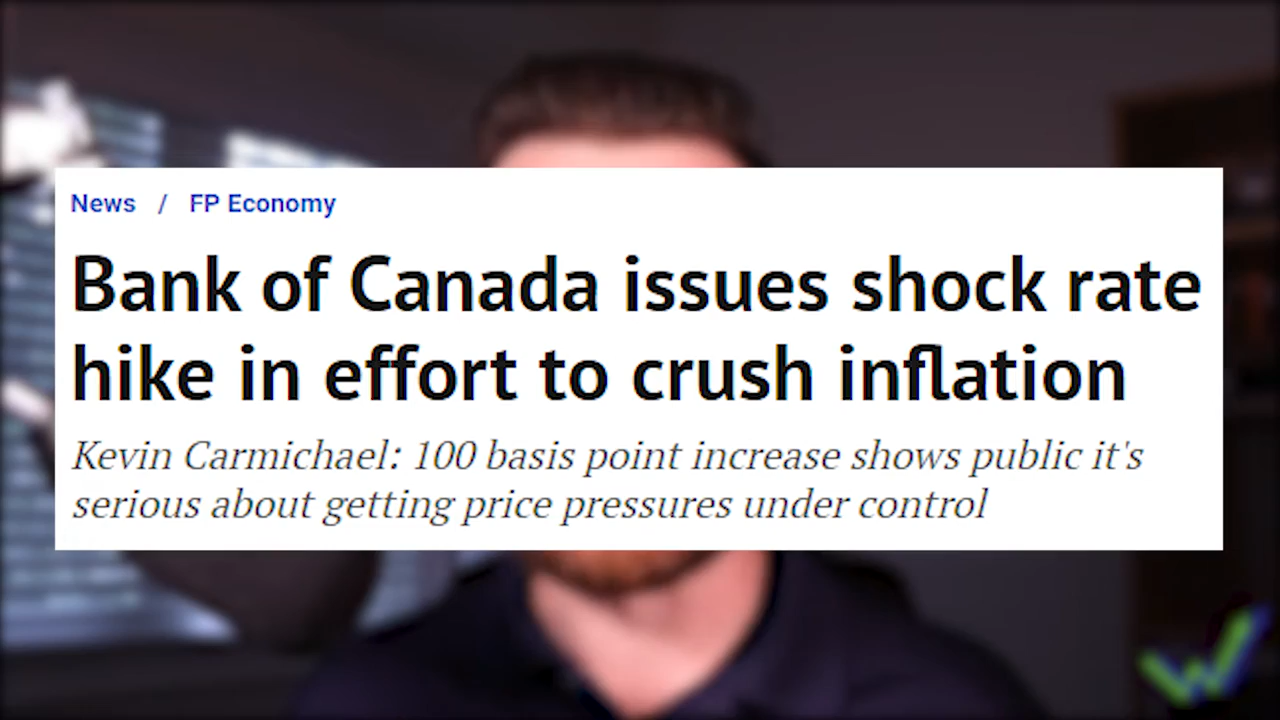 News / FP Economy
Bank of Canada issues shock rate
hike in effort to crush inflation
Kevin Carmichael: 100 basis point increase shows public it's
serious about getting price pressures under control